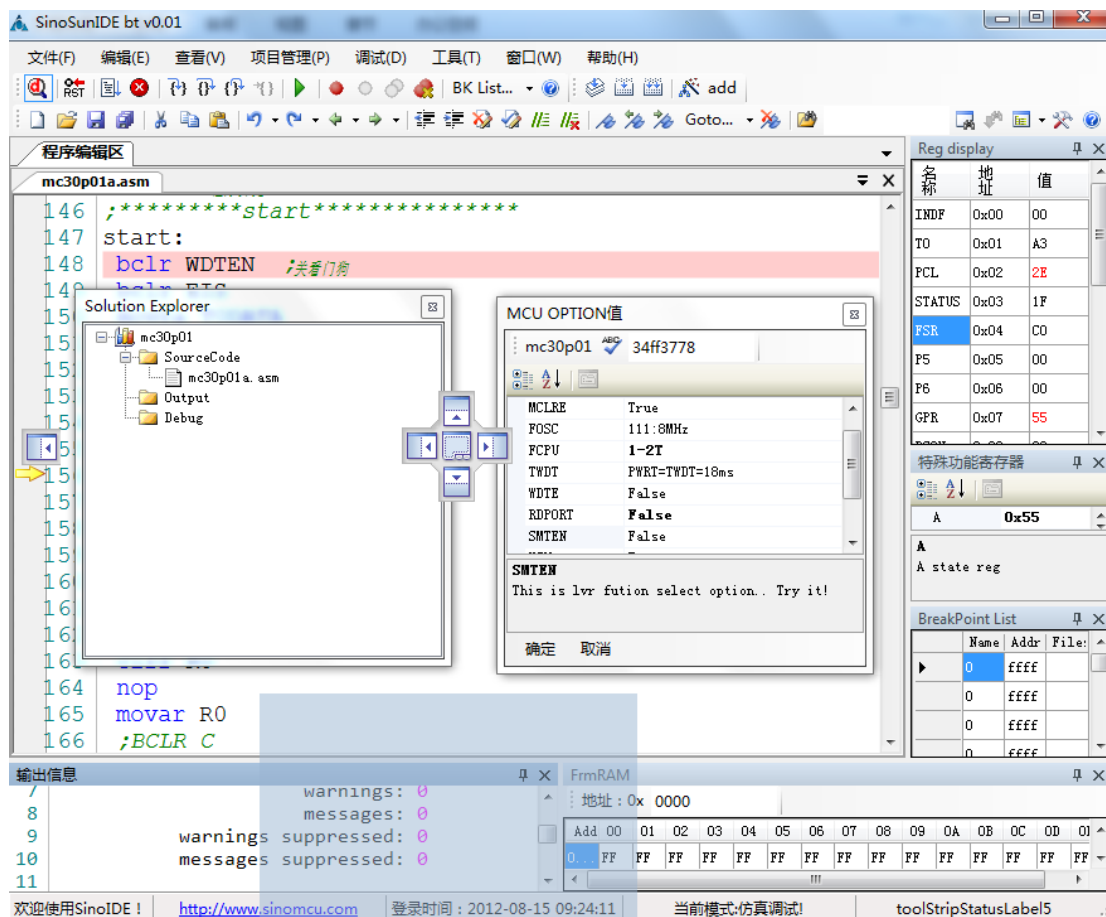 SinoSunIDE bt v0.01
文件(F) 编辑(E) 查看(V) 项目管理(P) 调试(D) 工具(T) 窗口(W) 帮助(H)
RST BK List... add
Goto...
程序编辑区
mc30p01a.asm
146 ;*********start***************
147 start:
148 bclr WDTEN ;关看门狗
149 bclr EIS
164 nop
165 movar R0
166 ;BCLR C
Solution Explorer
mc30p01
SourceCode
mc30p01a.asm
Output
Debug
MCU OPTION值
mc30p01 34ff3778
MCLRE True
FOSC 111:8MHz
FCPU 1-2T
TWDT PWRT=TWDT=18ms
WDTE False
RDPORT False
SMTEN False
SMTEN
This is lvr fution select option.. Try it!
确定 取消
Reg display
名称 地址 值
INDF 0x00 00
T0 0x01 A3
PCL 0x02 2E
STATUS 0x03 1F
FSR 0x04 C0
P5 0x05 00
P6 0x06 00
GPR 0x07 55
特殊功能寄存器
A 0x55
A
A state reg
BreakPoint List
Name Addr File:
0 ffff
0 ffff
0 ffff
0 ffff
输出信息
7 warnings: 0
8 messages: 0
9 warnings suppressed: 0
10 messages suppressed: 0
11
FrmRAM
地址：0x 0000
Add 00 01 02 03 04 05 06 07 08 09 0A 0B 0C 0D
0... FF FF FF FF FF FF FF FF FF FF FF FF FF FF FF
欢迎使用SinoIDE！ http://www.sinomcu.com 登录时间：2012-08-15 09:24:11 当前模式:仿真调试! toolStripStatusLabel5